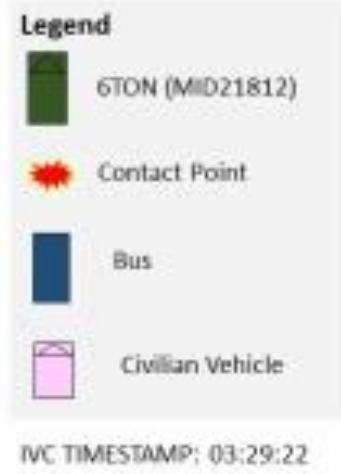 Legend
6TON (MID21812)
Contact Point
Bus
Civilian Vehicle
IVC TIMESTAMP: 03:29:22